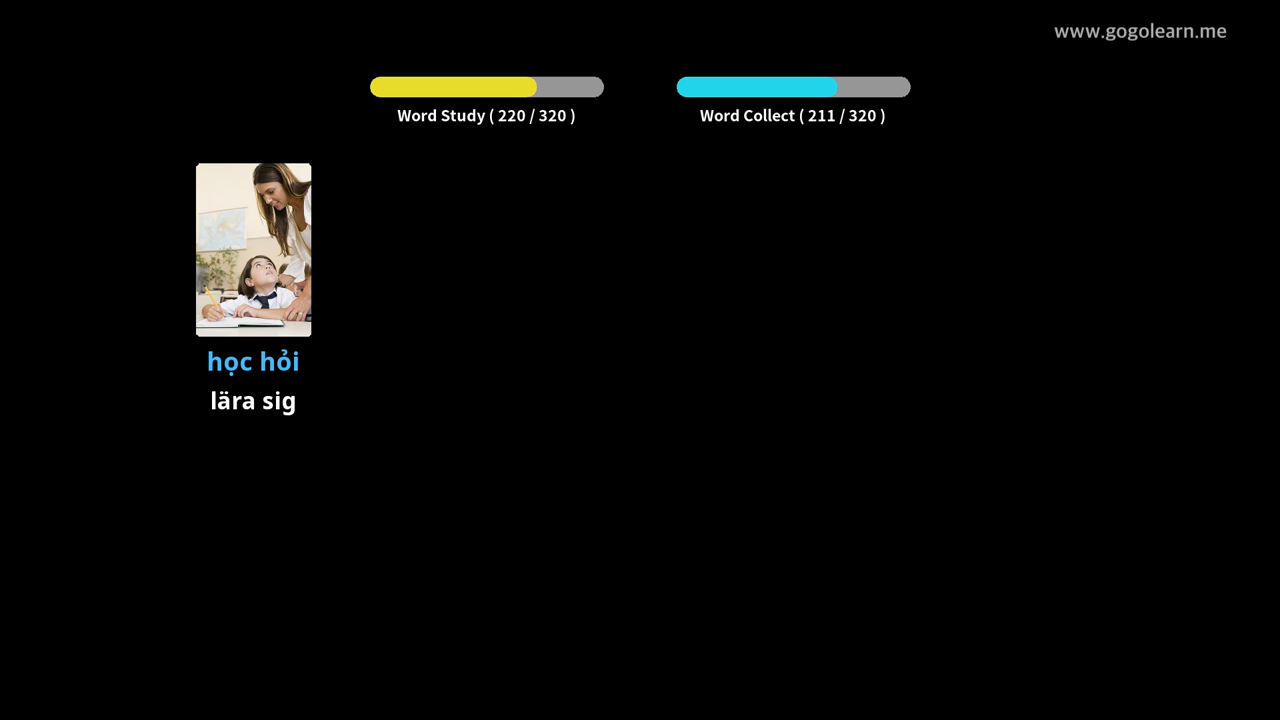 www.gogolearn.me
Word Study ( 220 / 320 )
Word Collect ( 211 / 320 )
học hỏi
lära sig